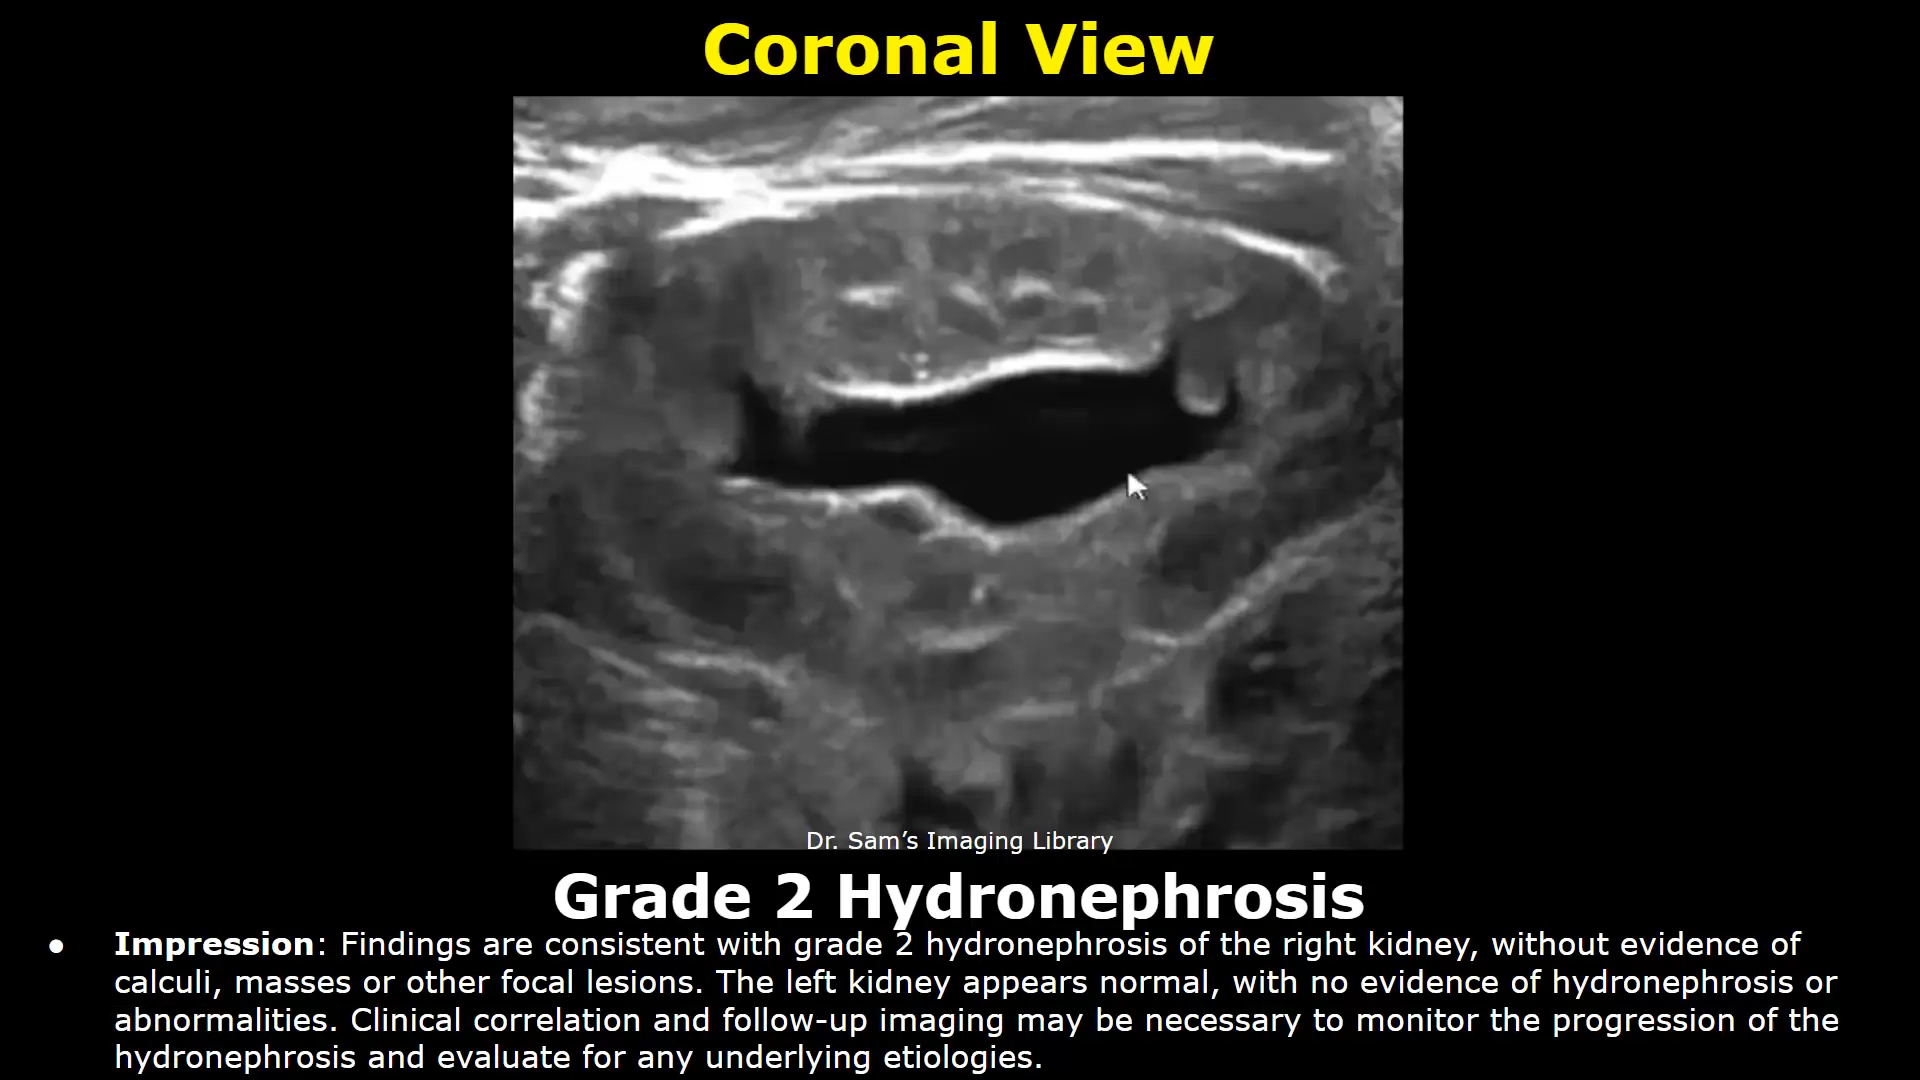 Coronal View
Dr. Sam’s Imaging Library
Grade 2 Hydronephrosis
● Impression: Findings are consistent with grade 2 hydronephrosis of the right kidney, without evidence of
calculi, masses or other focal lesions. The left kidney appears normal, with no evidence of hydronephrosis or
abnormalities. Clinical correlation and follow-up imaging may be necessary to monitor the progression of the
hydronephrosis and evaluate for any underlying etiologies.